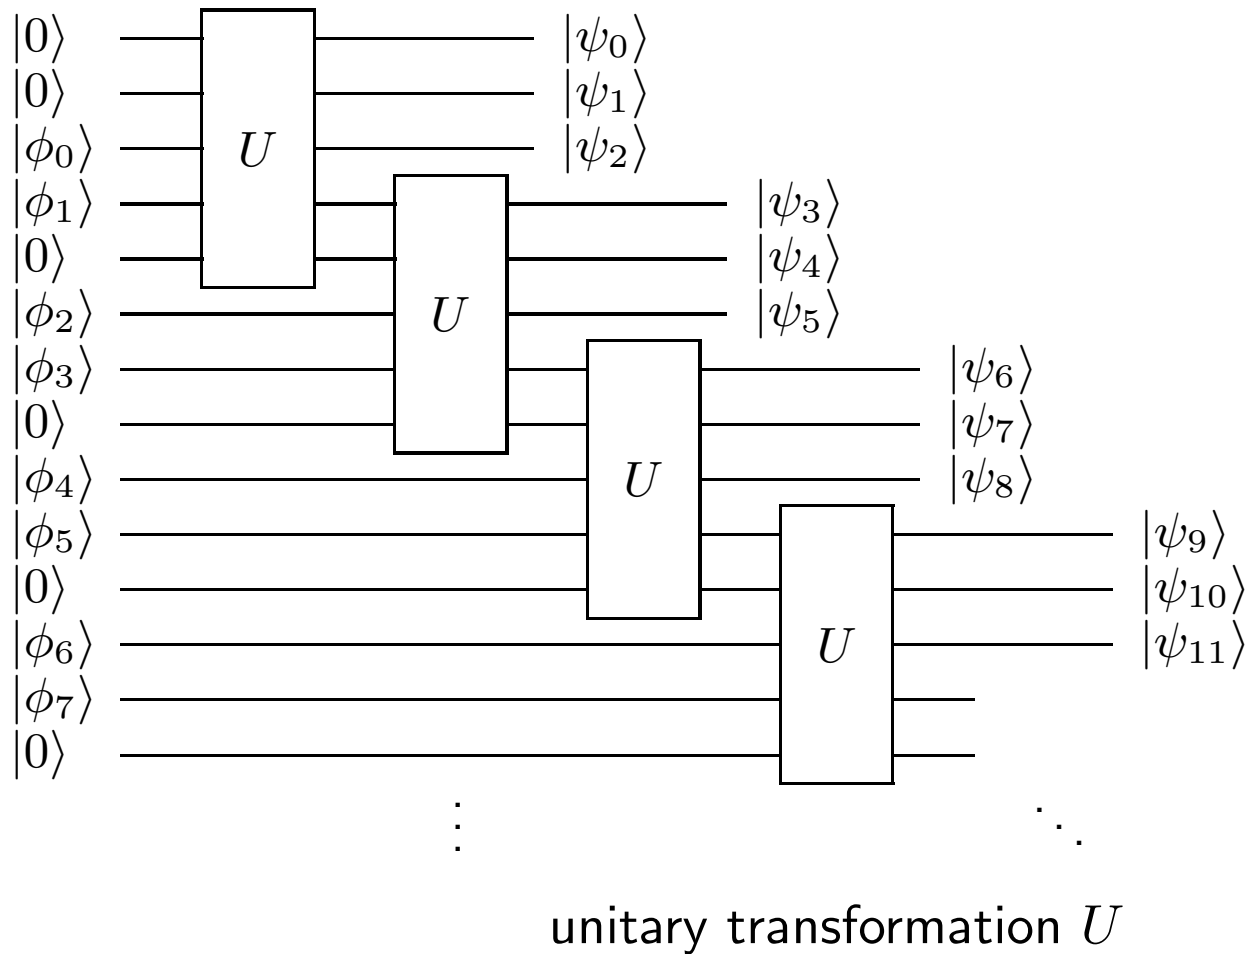 |0⟩ |ψ₀⟩
|0⟩ |ψ₁⟩
|ϕ₀⟩ U |ψ₂⟩
|ϕ₁⟩ |ψ₃⟩
|0⟩ |ψ₄⟩
|ϕ₂⟩ U |ψ₅⟩
|ϕ₃⟩ |ψ₆⟩
|0⟩ |ψ₇⟩
|ϕ₄⟩ U |ψ₈⟩
|ϕ₅⟩ |ψ₉⟩
|0⟩ |ψ₁₀⟩
|ϕ₆⟩ U |ψ₁₁⟩
|ϕ₇⟩
|0⟩
⋮ ⋱
unitary transformation U